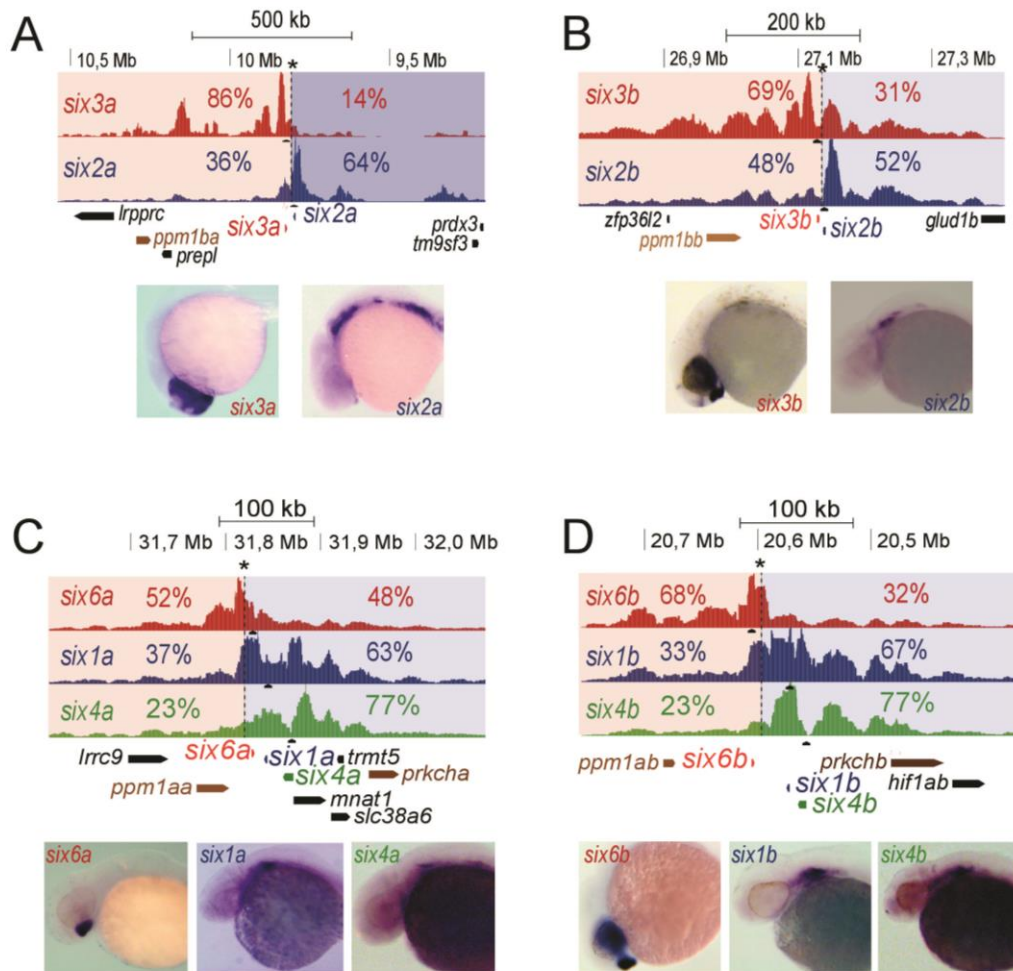 A
500 kb
10,5 Mb 10 Mb 9,5 Mb
*
six3a 86% 14%
six2a 36% 64%
lrpprc six3a six2a prdx3
ppm1ba tm9sf3
prepl
six3a six2a
B
200 kb
26,9 Mb 27,1 Mb 27,3 Mb
*
six3b 69% 31%
six2b 48% 52%
zfp36l2 six3b six2b glud1b
ppm1bb
six3b six2b
C
100 kb
31,7 Mb 31,8 Mb 31,9 Mb 32,0 Mb
*
six6a 52% 48%
six1a 37% 63%
six4a 23% 77%
lrrc9 six6a six1a trmt5
ppm1aa six4a prkcha
mnat1
slc38a6
six6a six1a six4a
D
100 kb
20,7 Mb 20,6 Mb 20,5 Mb
*
six6b 68% 32%
six1b 33% 67%
six4b 23% 77%
ppm1ab six6b prkchb
six1b hif1ab
six4b
six6b six1b six4b